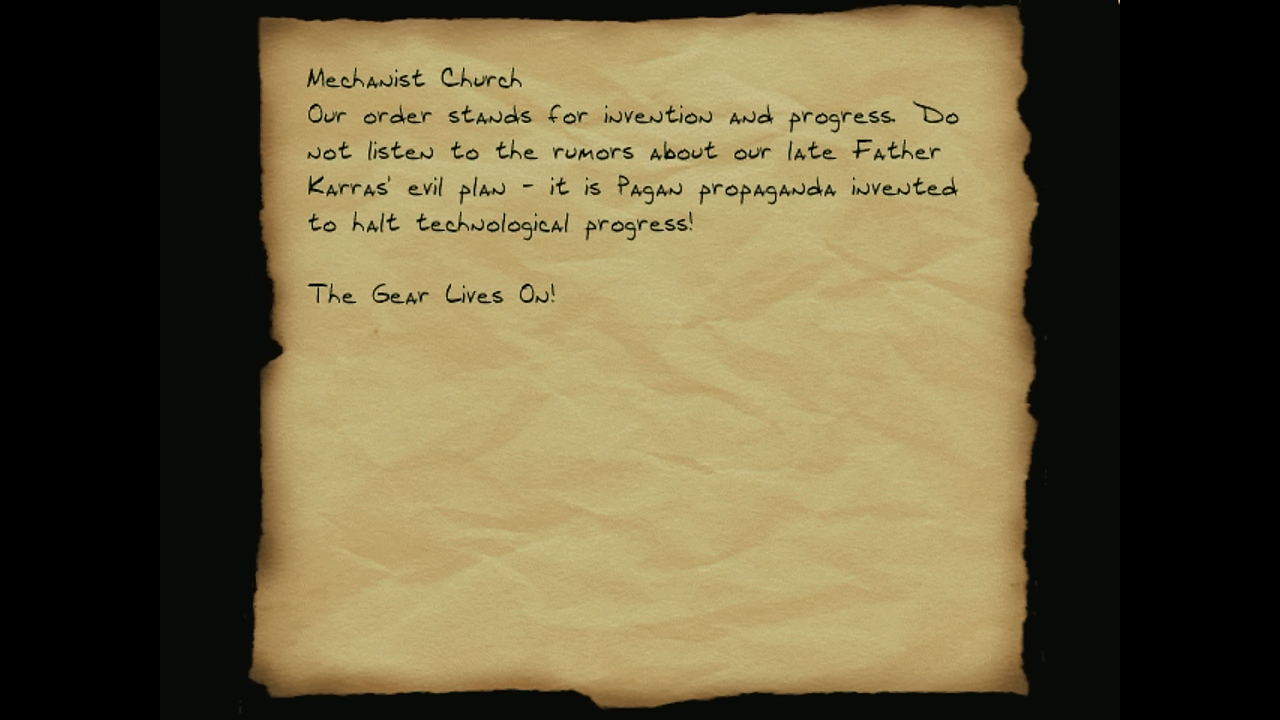 Mechanist Church
Our order stands for invention and progress. Do
not listen to the rumors about our late Father
Karras' evil plan - it is Pagan propaganda invented
to halt technological progress!
The Gear Lives On!